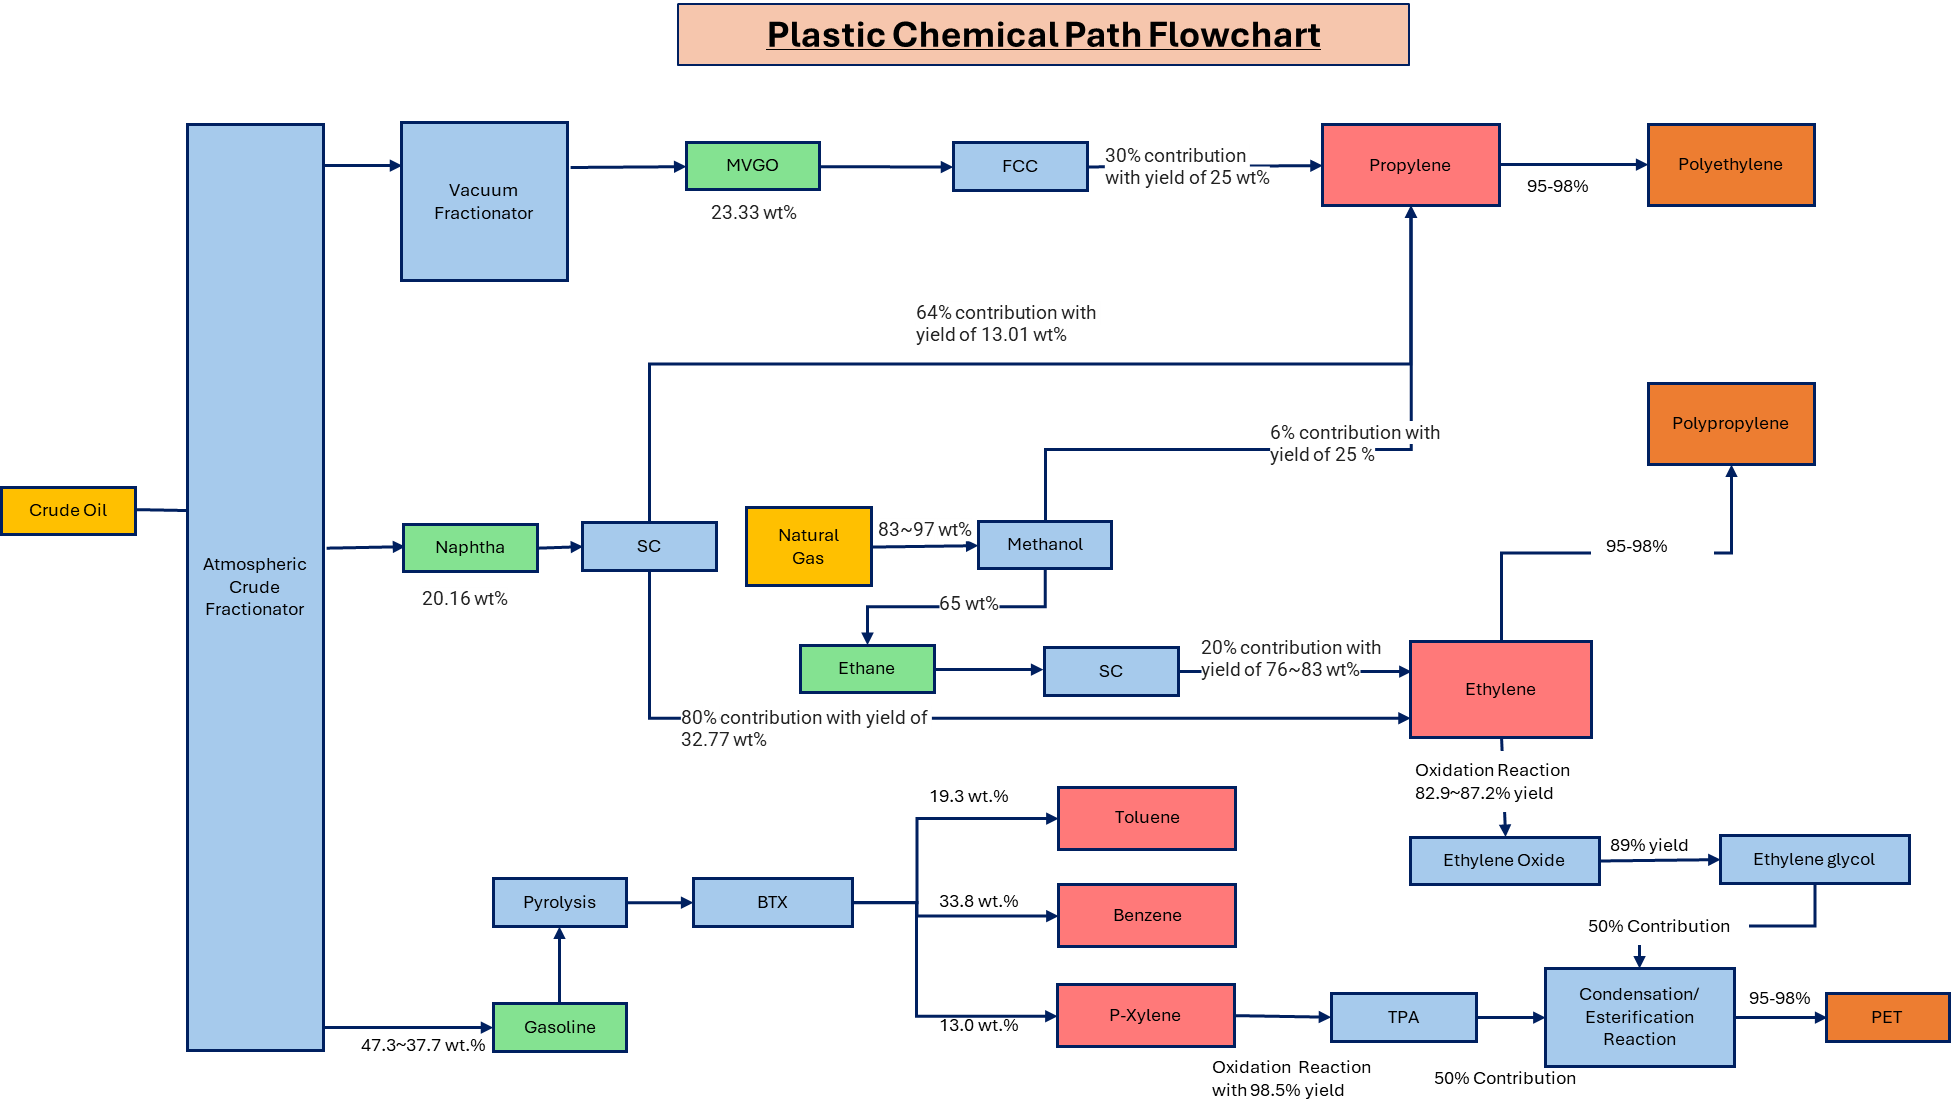 Plastic Chemical Path Flowchart
Vacuum
Fractionator
MVGO
23.33 wt%
FCC
30% contribution
with yield of 25 wt%
Propylene
95-98%
Polyethylene
64% contribution with
yield of 13.01 wt%
6% contribution with
yield of 25 %
Polypropylene
Crude Oil
Atmospheric
Crude
Fractionator
Naphtha
20.16 wt%
SC
Natural
Gas
83~97 wt%
Methanol
95-98%
65 wt%
Ethane
SC
20% contribution with
yield of 76~83 wt%
Ethylene
80% contribution with yield of
32.77 wt%
Oxidation Reaction
82.9~87.2% yield
Ethylene Oxide
89% yield
Ethylene glycol
19.3 wt.%
Toluene
Pyrolysis
BTX
33.8 wt.%
Benzene
50% Contribution
Gasoline
47.3~37.7 wt.%
13.0 wt.%
P-Xylene
Oxidation Reaction
with 98.5% yield
TPA
50% Contribution
Condensation/
Esterification
Reaction
95-98%
PET